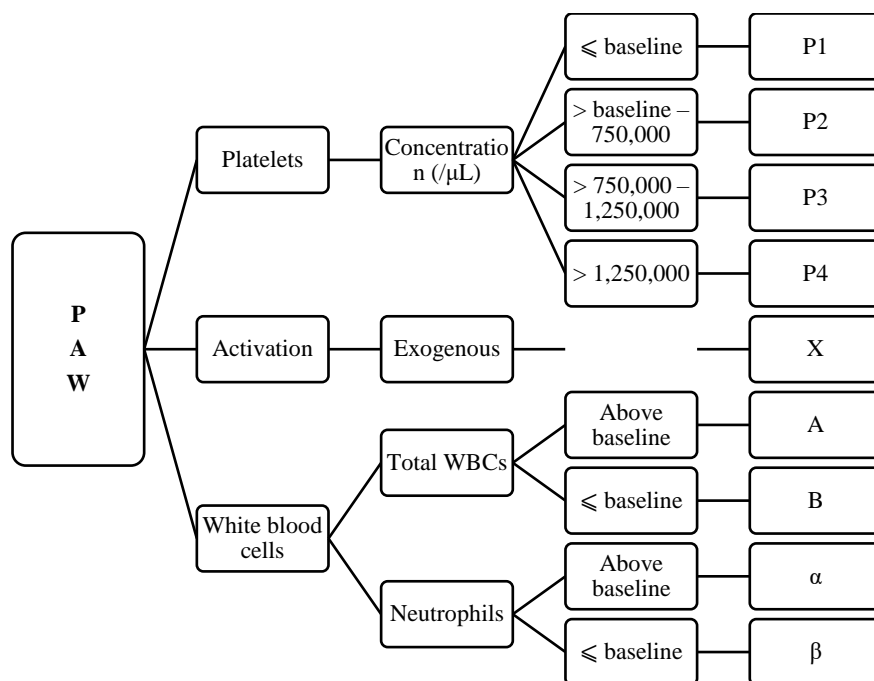 P
A
W
Platelets
Concentratio
n (/μL)
⩽ baseline
P1
> baseline –
750,000
P2
> 750,000 –
1,250,000
P3
> 1,250,000
P4
Activation
Exogenous
X
White blood
cells
Total WBCs
Above
baseline
A
⩽ baseline
B
Neutrophils
Above
baseline
α
⩽ baseline
β